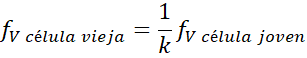 f_{V célula vieja} = \frac{1}{k} f_{V célula joven}